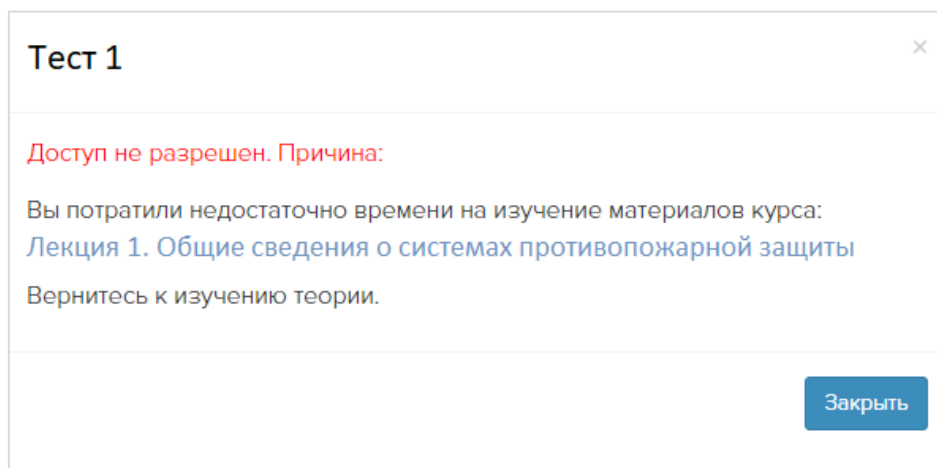 Тест 1
×
Доступ не разрешен. Причина:
Вы потратили недостаточно времени на изучение материалов курса:
Лекция 1. Общие сведения о системах противопожарной защиты
Вернитесь к изучению теории.
Закрыть